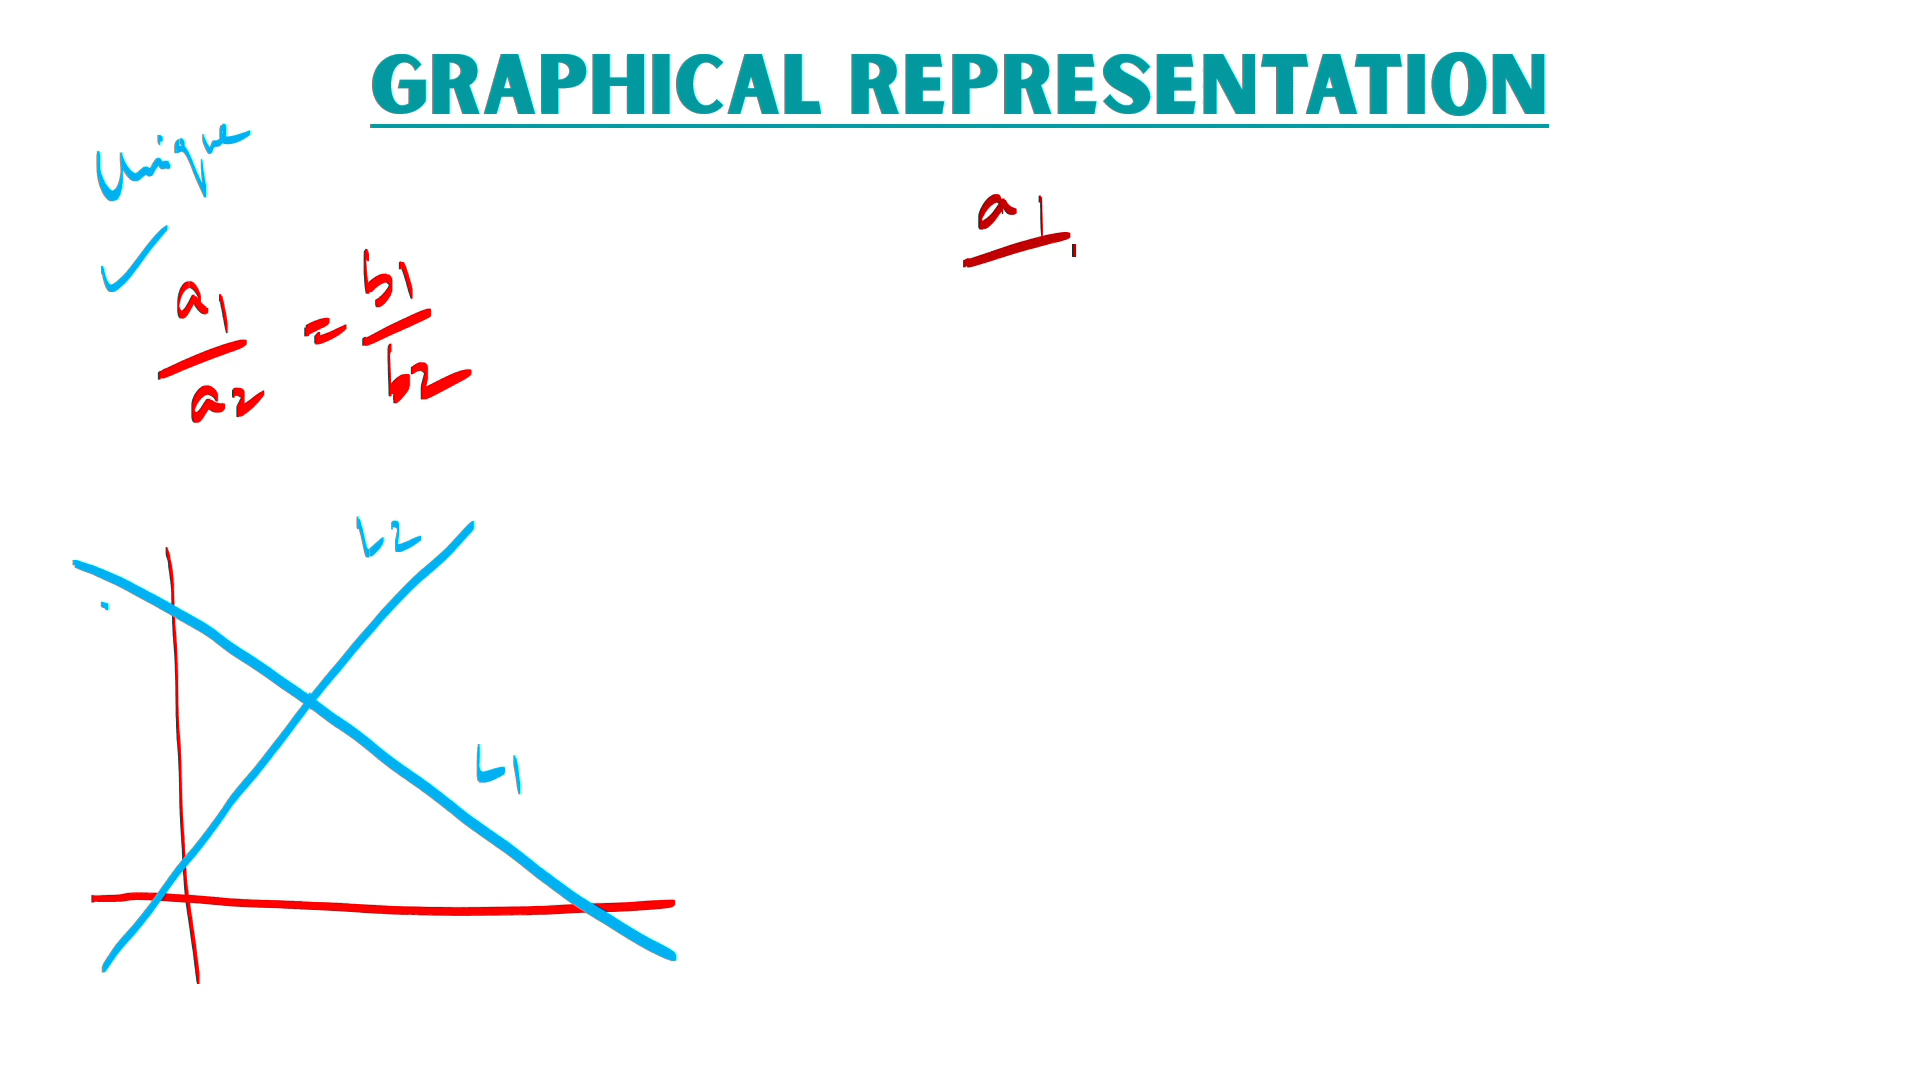 GRAPHICAL REPRESENTATION
Unique
a1
a1 = b1
a2 b2
L2
L1